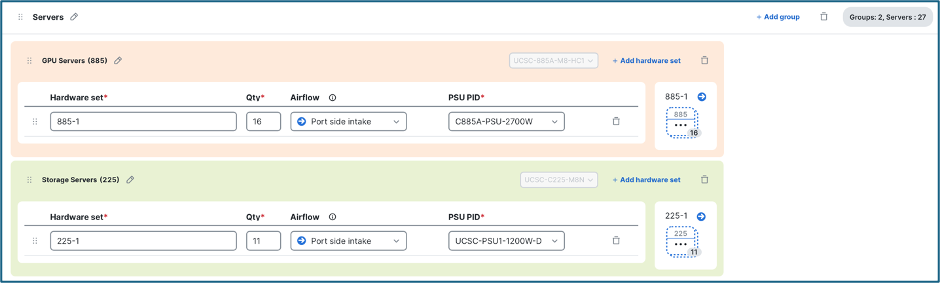 Servers
+ Add group
Groups: 2, Servers : 27
GPU Servers (885)
UCSC-885A-M8-HC1
+ Add hardware set
Hardware set*
Qty*
Airflow
PSU PID*
885-1
16
Port side intake
C885A-PSU-2700W
885-1
885
16
Storage Servers (225)
UCSC-C225-M8N
+ Add hardware set
Hardware set*
Qty*
Airflow
PSU PID*
225-1
11
Port side intake
UCSC-PSU1-1200W-D
225-1
225
11